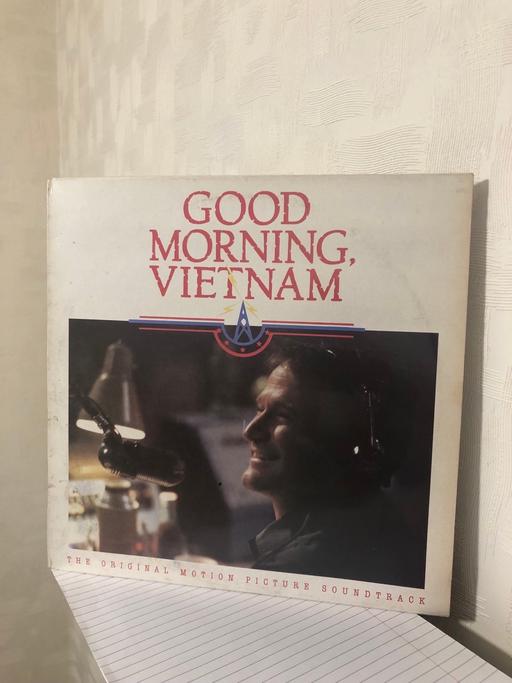 GOOD
MORNING,
VIETNAM
THE ORIGINAL MOTION PICTURE SOUNDTRACK